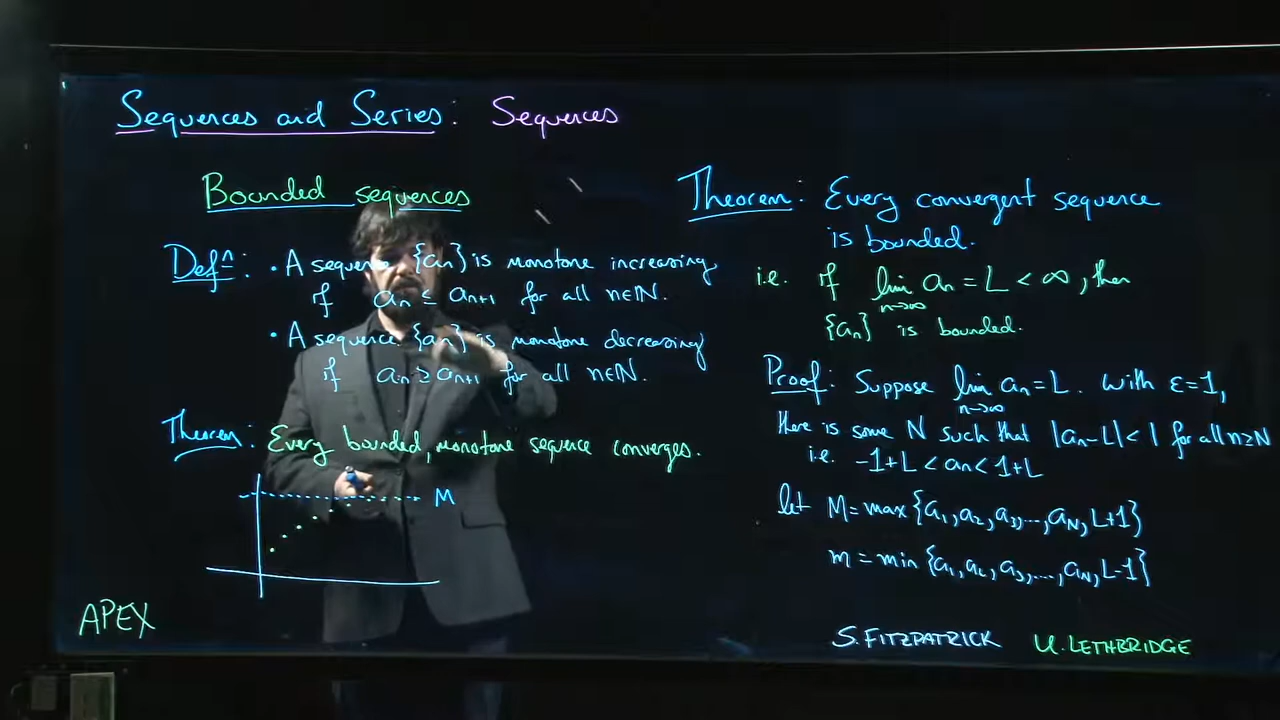 Sequences and Series: Sequences
Bounded sequences
Defⁿ: • A sequence {aₙ} is monotone increasing
if aₙ ≤ aₙ₊₁ for all n∈ℕ.
• A sequence {aₙ} is monotone decreasing
if aₙ ≥ aₙ₊₁ for all n∈ℕ.
Theorem: Every bounded, monotone sequence converges.
M
APEX
Theorem: Every convergent sequence
is bounded.
i.e. if lim aₙ = L < ∞, then
n→∞
{aₙ} is bounded.
Proof: Suppose lim aₙ = L. With ε=1,
n→∞
there is some N such that |aₙ-L| < 1 for all n≥N
i.e. -1+L < aₙ < 1+L
let M = max{a₁, a₂, a₃, ..., a_N, L+1}
m = min{a₁, a₂, a₃, ..., a_N, L-1}
S. FITZPATRICK U. LETHBRIDGE